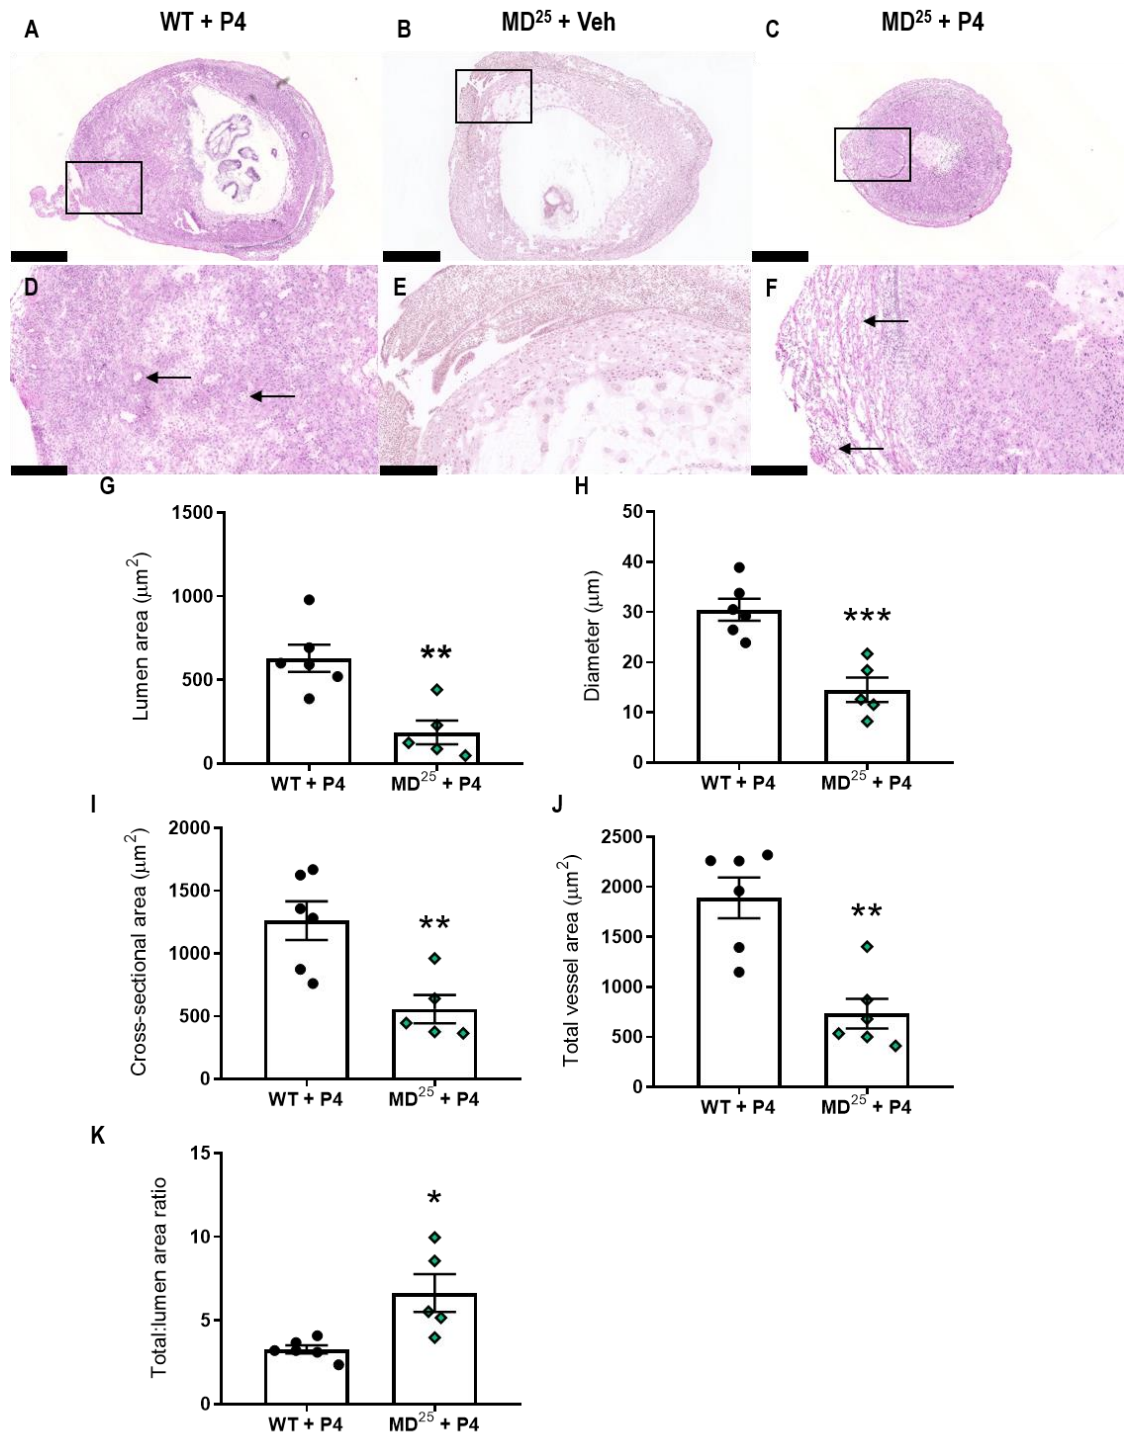 A WT + P4 B MD²⁵ + Veh C MD²⁵ + P4
D E F
G H
1500
1000
500
0
Lumen area (μm²)
**
WT + P4 MD²⁵ + P4
50
40
30
20
10
0
Diameter (μm)
***
WT + P4 MD²⁵ + P4
I J
2000
1500
1000
500
0
Cross-sectional area (μm²)
**
WT + P4 MD²⁵ + P4
2500
2000
1500
1000
500
0
Total vessel area (μm²)
**
WT + P4 MD²⁵ + P4
K
15
10
5
0
Total:lumen area ratio
*
WT + P4 MD²⁵ + P4